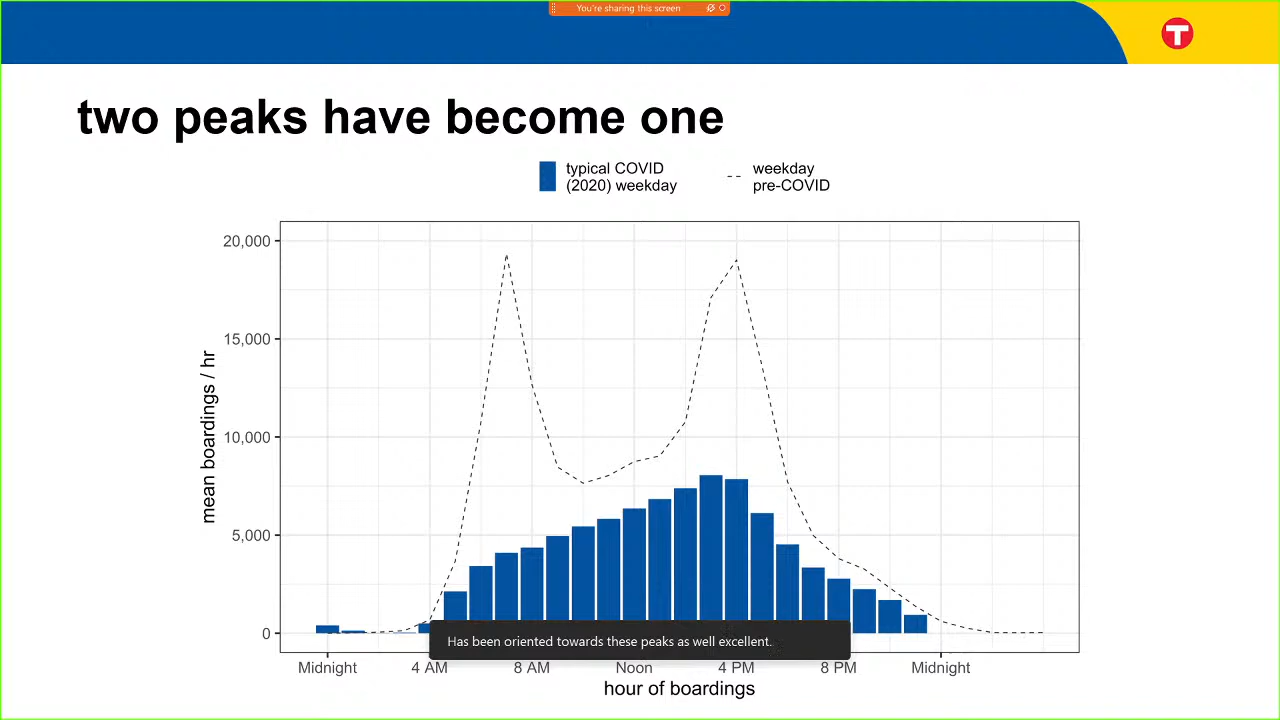 You're sharing this screen
T
two peaks have become one
typical COVID
(2020) weekday
weekday
pre-COVID
20,000
15,000
10,000
5,000
0
mean boardings / hr
Has been oriented towards these peaks as well excellent.
Midnight 4 AM 8 AM Noon 4 PM 8 PM Midnight
hour of boardings